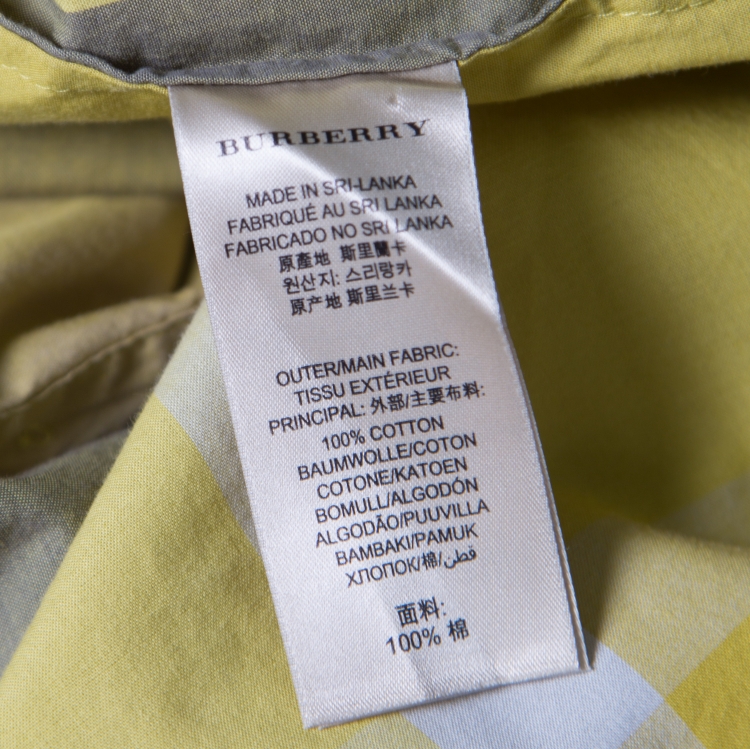 BURBERRY
MADE IN SRI-LANKA
FABRIQUÉ AU SRI LANKA
FABRICADO NO SRI LANKA
原產地 斯里蘭卡
원산지: 스리랑카
原产地 斯里兰卡
OUTER/MAIN FABRIC:
TISSU EXTÉRIEUR
PRINCIPAL: 外部/主要布料:
100% COTTON
BAUMWOLLE/COTON
COTONE/KATOEN
BOMULL/ALGODÓN
ALGODÃO/PUUVILLA
BAMBAKI/PAMUK
ХЛОПОК/棉/قطن
面料:
100% 棉